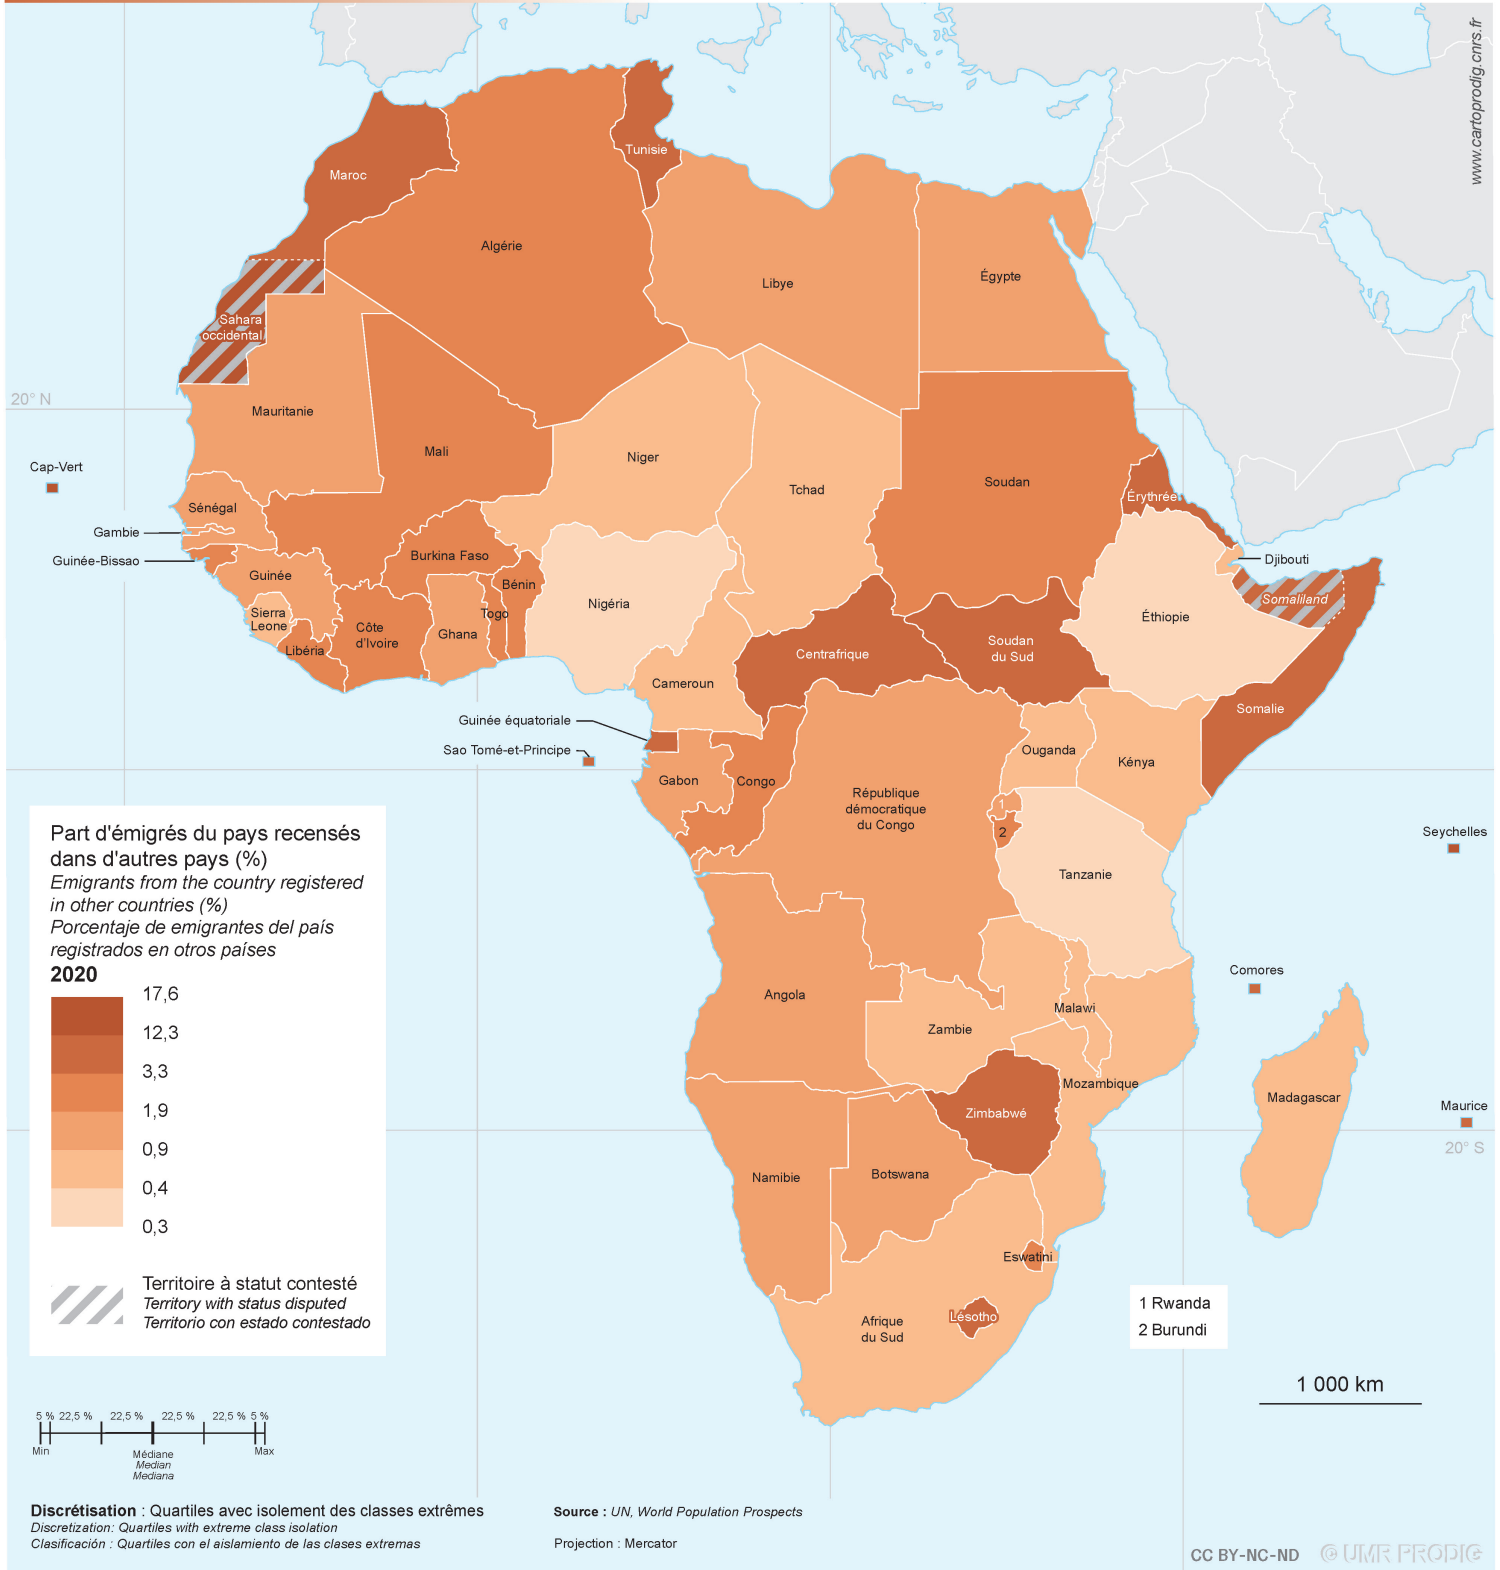 www.cartoprodig.cnrs.fr
Tunisie
Maroc
Algérie
Libye
Égypte
Sahara
occidental
20° N
Mauritanie
Mali
Niger
Tchad
Soudan
Érythrée
Cap-Vert
Sénégal
Gambie
Guinée-Bissao
Burkina Faso
Djibouti
Guinée
Bénin
Nigéria
Somaliland
Sierra
Leone
Togo
Éthiopie
Côte
d'Ivoire
Ghana
Libéria
Centrafrique
Soudan
du Sud
Cameroun
Somalie
Guinée équatoriale
Sao Tomé-et-Principe
Ouganda
Kénya
Gabon
Congo
République
démocratique
du Congo
1
2
Seychelles
Tanzanie
Comores
Angola
Malawi
Zambie
Mozambique
Madagascar
Maurice
Zimbabwé
20° S
Namibie
Botswana
Eswatini
Lésotho
Afrique
du Sud
Part d'émigrés du pays recensés
dans d'autres pays (%)
Emigrants from the country registered
in other countries (%)
Porcentaje de emigrantes del país
registrados en otros países
2020
17,6
12,3
3,3
1,9
0,9
0,4
0,3
Territoire à statut contesté
Territory with status disputed
Territorio con estado contestado
1 Rwanda
2 Burundi
1 000 km
5 % 22,5 % 22,5 % 22,5 % 22,5 % 5 %
Min
Max
Médiane
Median
Mediana
Discrétisation : Quartiles avec isolement des classes extrêmes
Discretization: Quartiles with extreme class isolation
Clasificación : Quartiles con el aislamiento de las clases extremas
Source : UN, World Population Prospects
Projection : Mercator
CC BY-NC-ND © UMR PRODIG